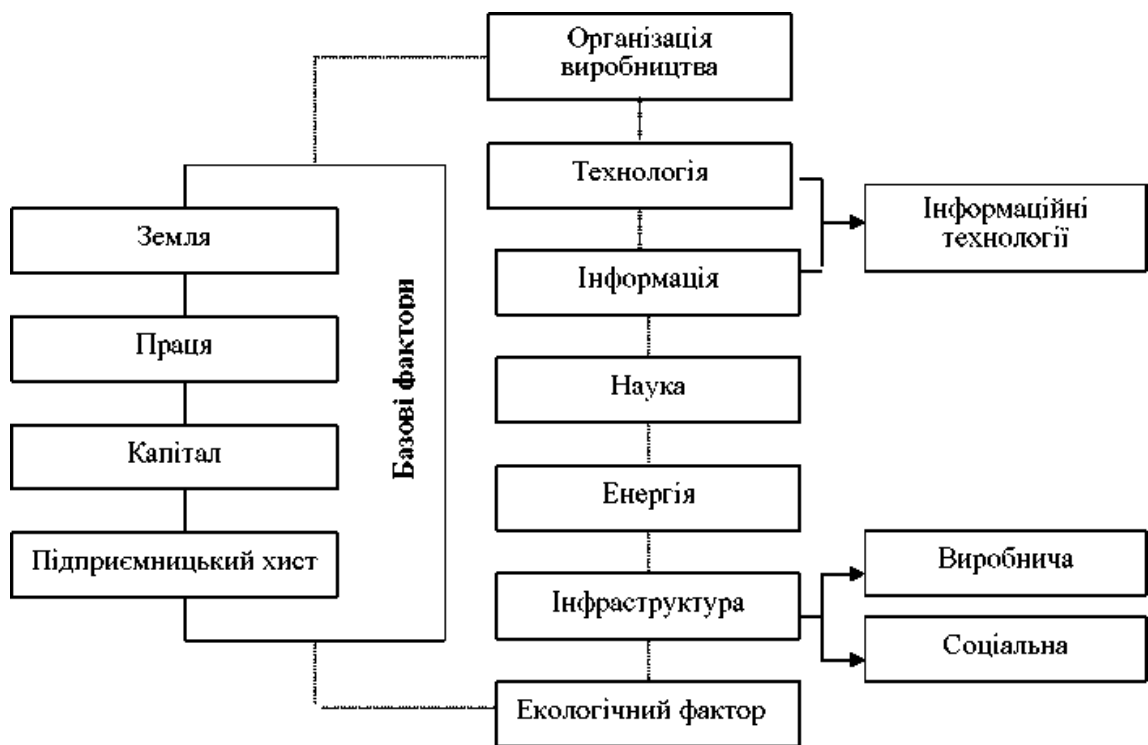 Організація
виробництва
Технологія
Інформаційні
технології
Земля
Інформація
Базові фактори
Праця
Наука
Капітал
Енергія
Підприємницький хист
Виробнича
Інфраструктура
Соціальна
Екологічний фактор